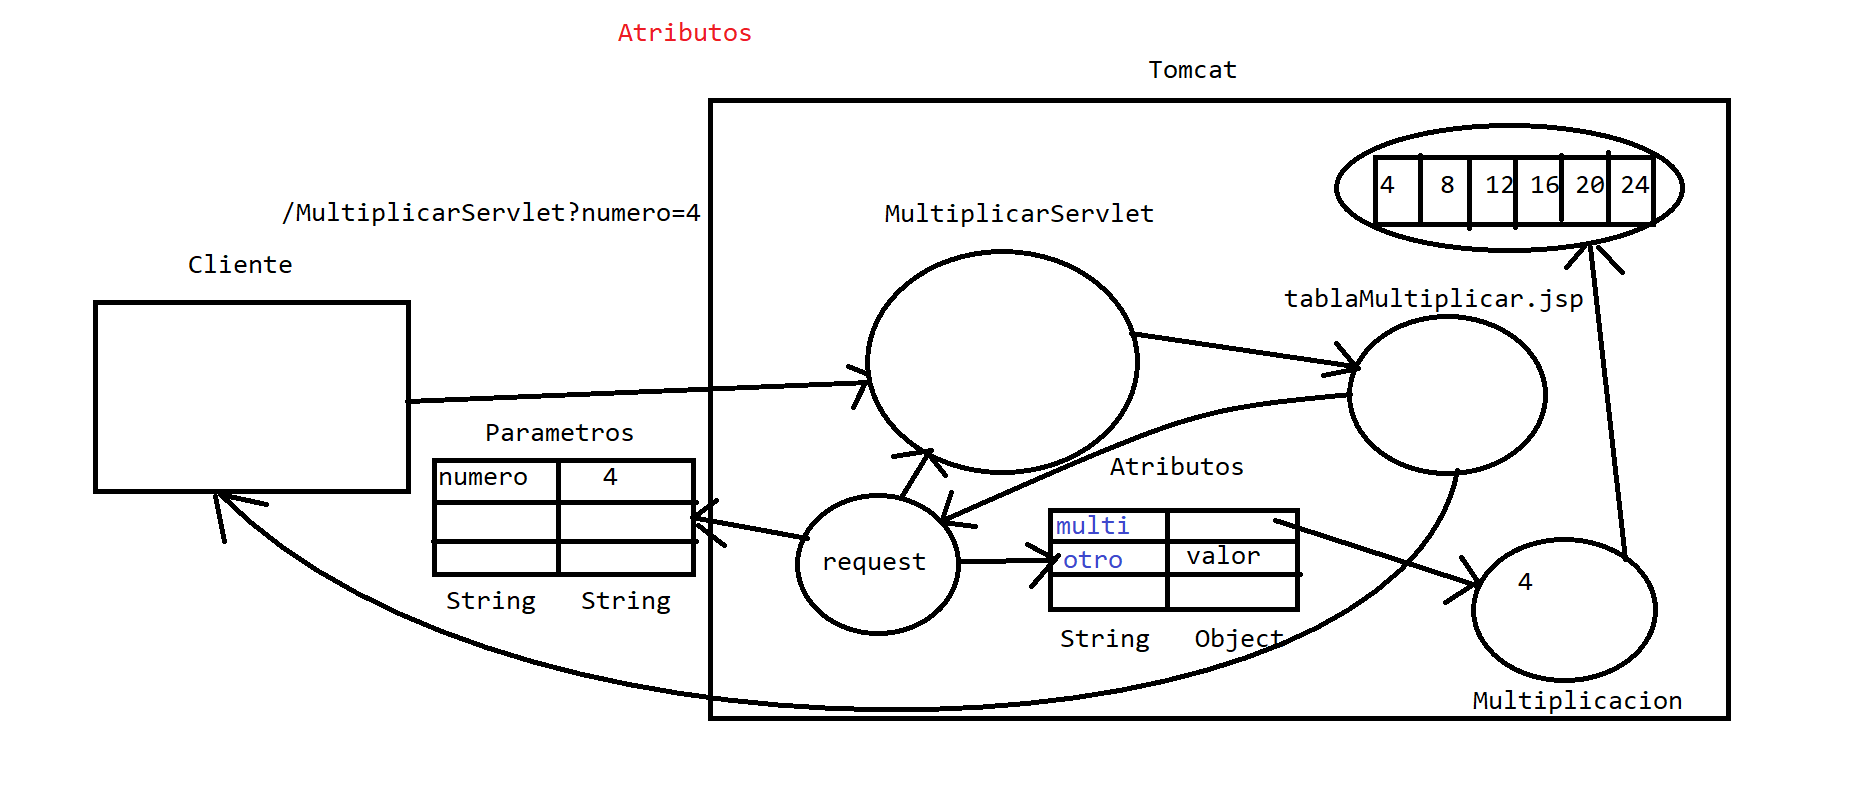 Atributos
Tomcat
4 8 12 16 20 24
/MultiplicarServlet?numero=4
MultiplicarServlet
Cliente
tablaMultiplicar.jsp
Parametros
numero 4
String String
request
Atributos
multi
otro valor
String Object
4
Multiplicacion